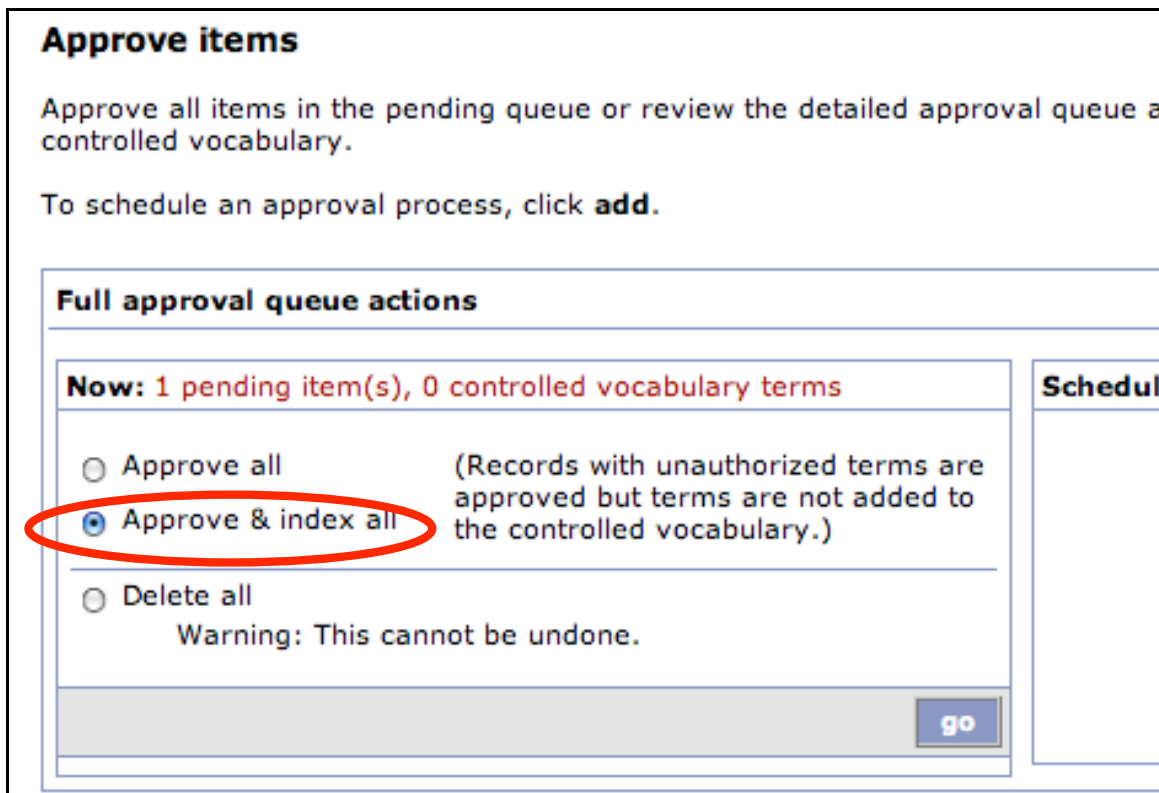 Approve items
Approve all items in the pending queue or review the detailed approval queue
controlled vocabulary.
To schedule an approval process, click add.
Full approval queue actions
Now: 1 pending item(s), 0 controlled vocabulary terms
Approve all
(Records with unauthorized terms are
approved but terms are not added to
the controlled vocabulary.)
Approve & index all
Delete all
Warning: This cannot be undone.
go